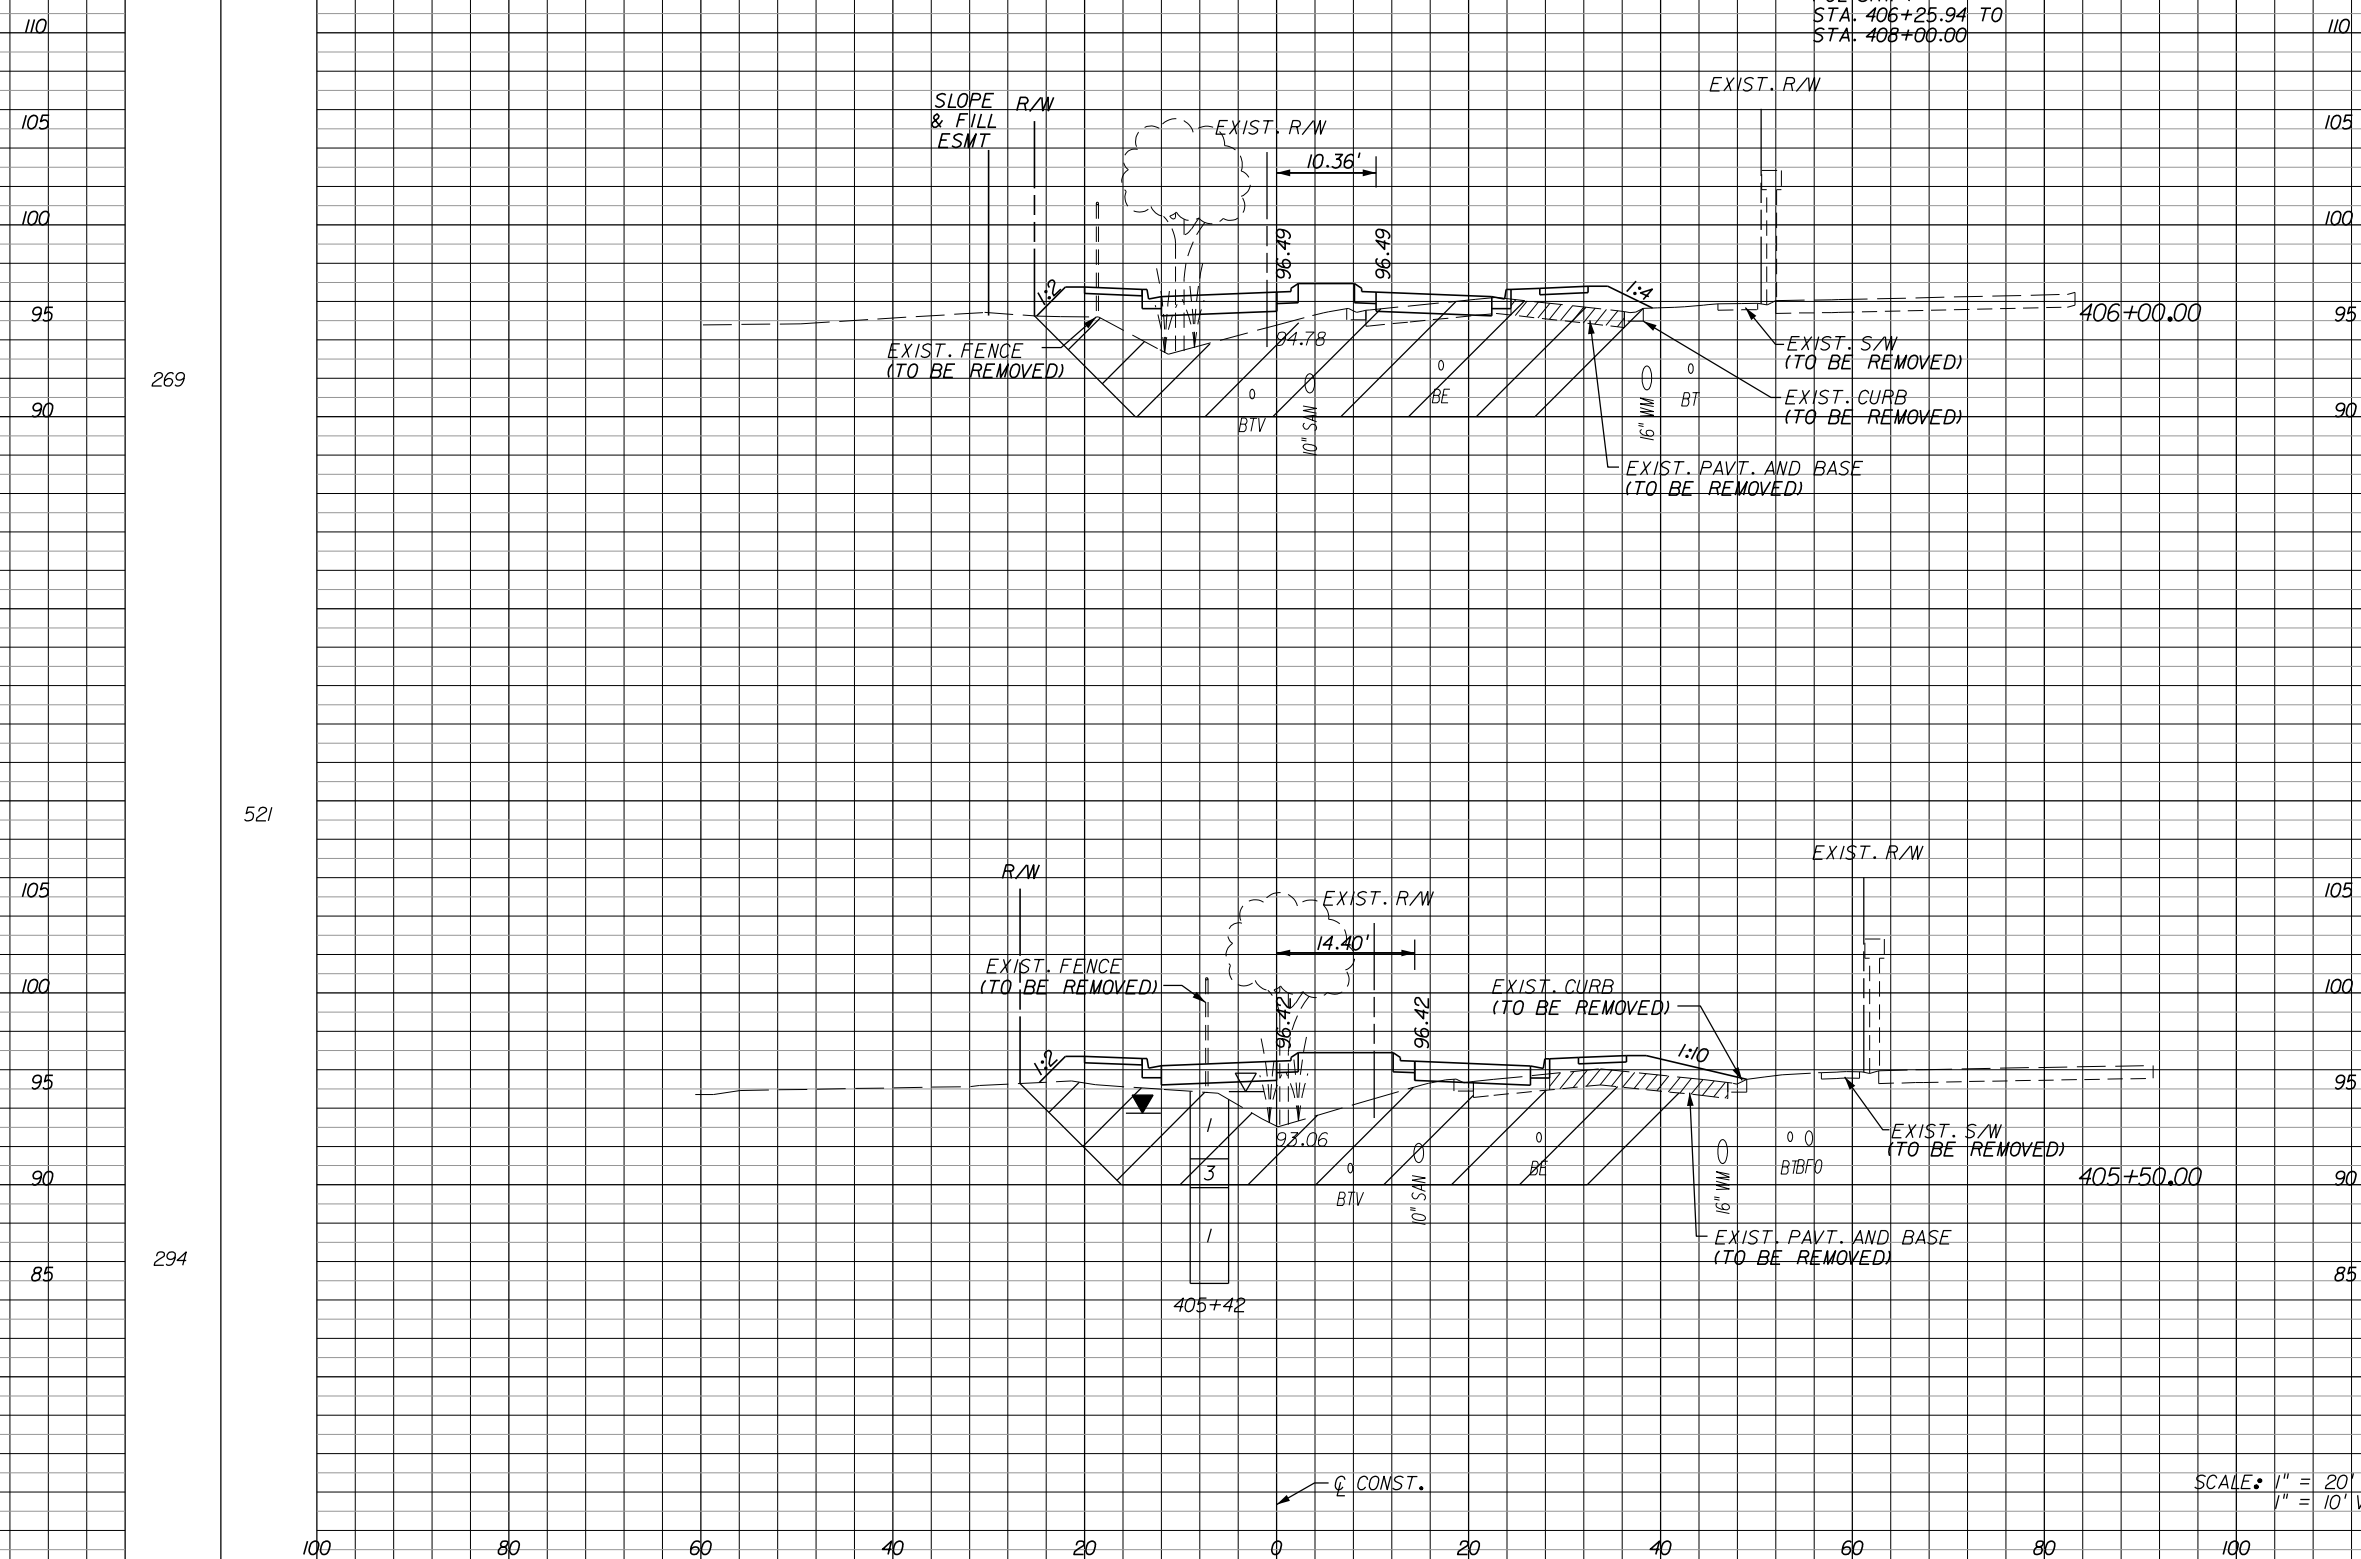 STA. 406+25.94 TO
STA. 408+00.00
110
110
EXIST. R/W
SLOPE
& FILL
ESMT
R/W
105
EXIST. R/W
105
10.36'
100
100
96.49
96.49
1:2
1:4
95
406+00.00
95
94.78
EXIST. FENCE
(TO BE REMOVED)
EXIST. S/W
(TO BE REMOVED)
269
BE
BT
EXIST. CURB
(TO BE REMOVED)
90
90
BTV
10" SAN
16" WM
EXIST. PAVT. AND BASE
(TO BE REMOVED)
521
EXIST. R/W
R/W
105
EXIST. R/W
105
14.40'
EXIST. FENCE
(TO BE REMOVED)
100
EXIST. CURB
(TO BE REMOVED)
100
96.42
96.42
1:2
1:10
95
95
1
93.06
EXIST. S/W
(TO BE REMOVED)
3
BE
BT
BFO
90
405+50.00
90
BTV
10" SAN
16" WM
1
EXIST. PAVT. AND BASE
(TO BE REMOVED)
294
85
85
405+42
℄ CONST.
SCALE: 1" = 20'
1" = 10' V
100 80 60 40 20 0 20 40 60 80 100